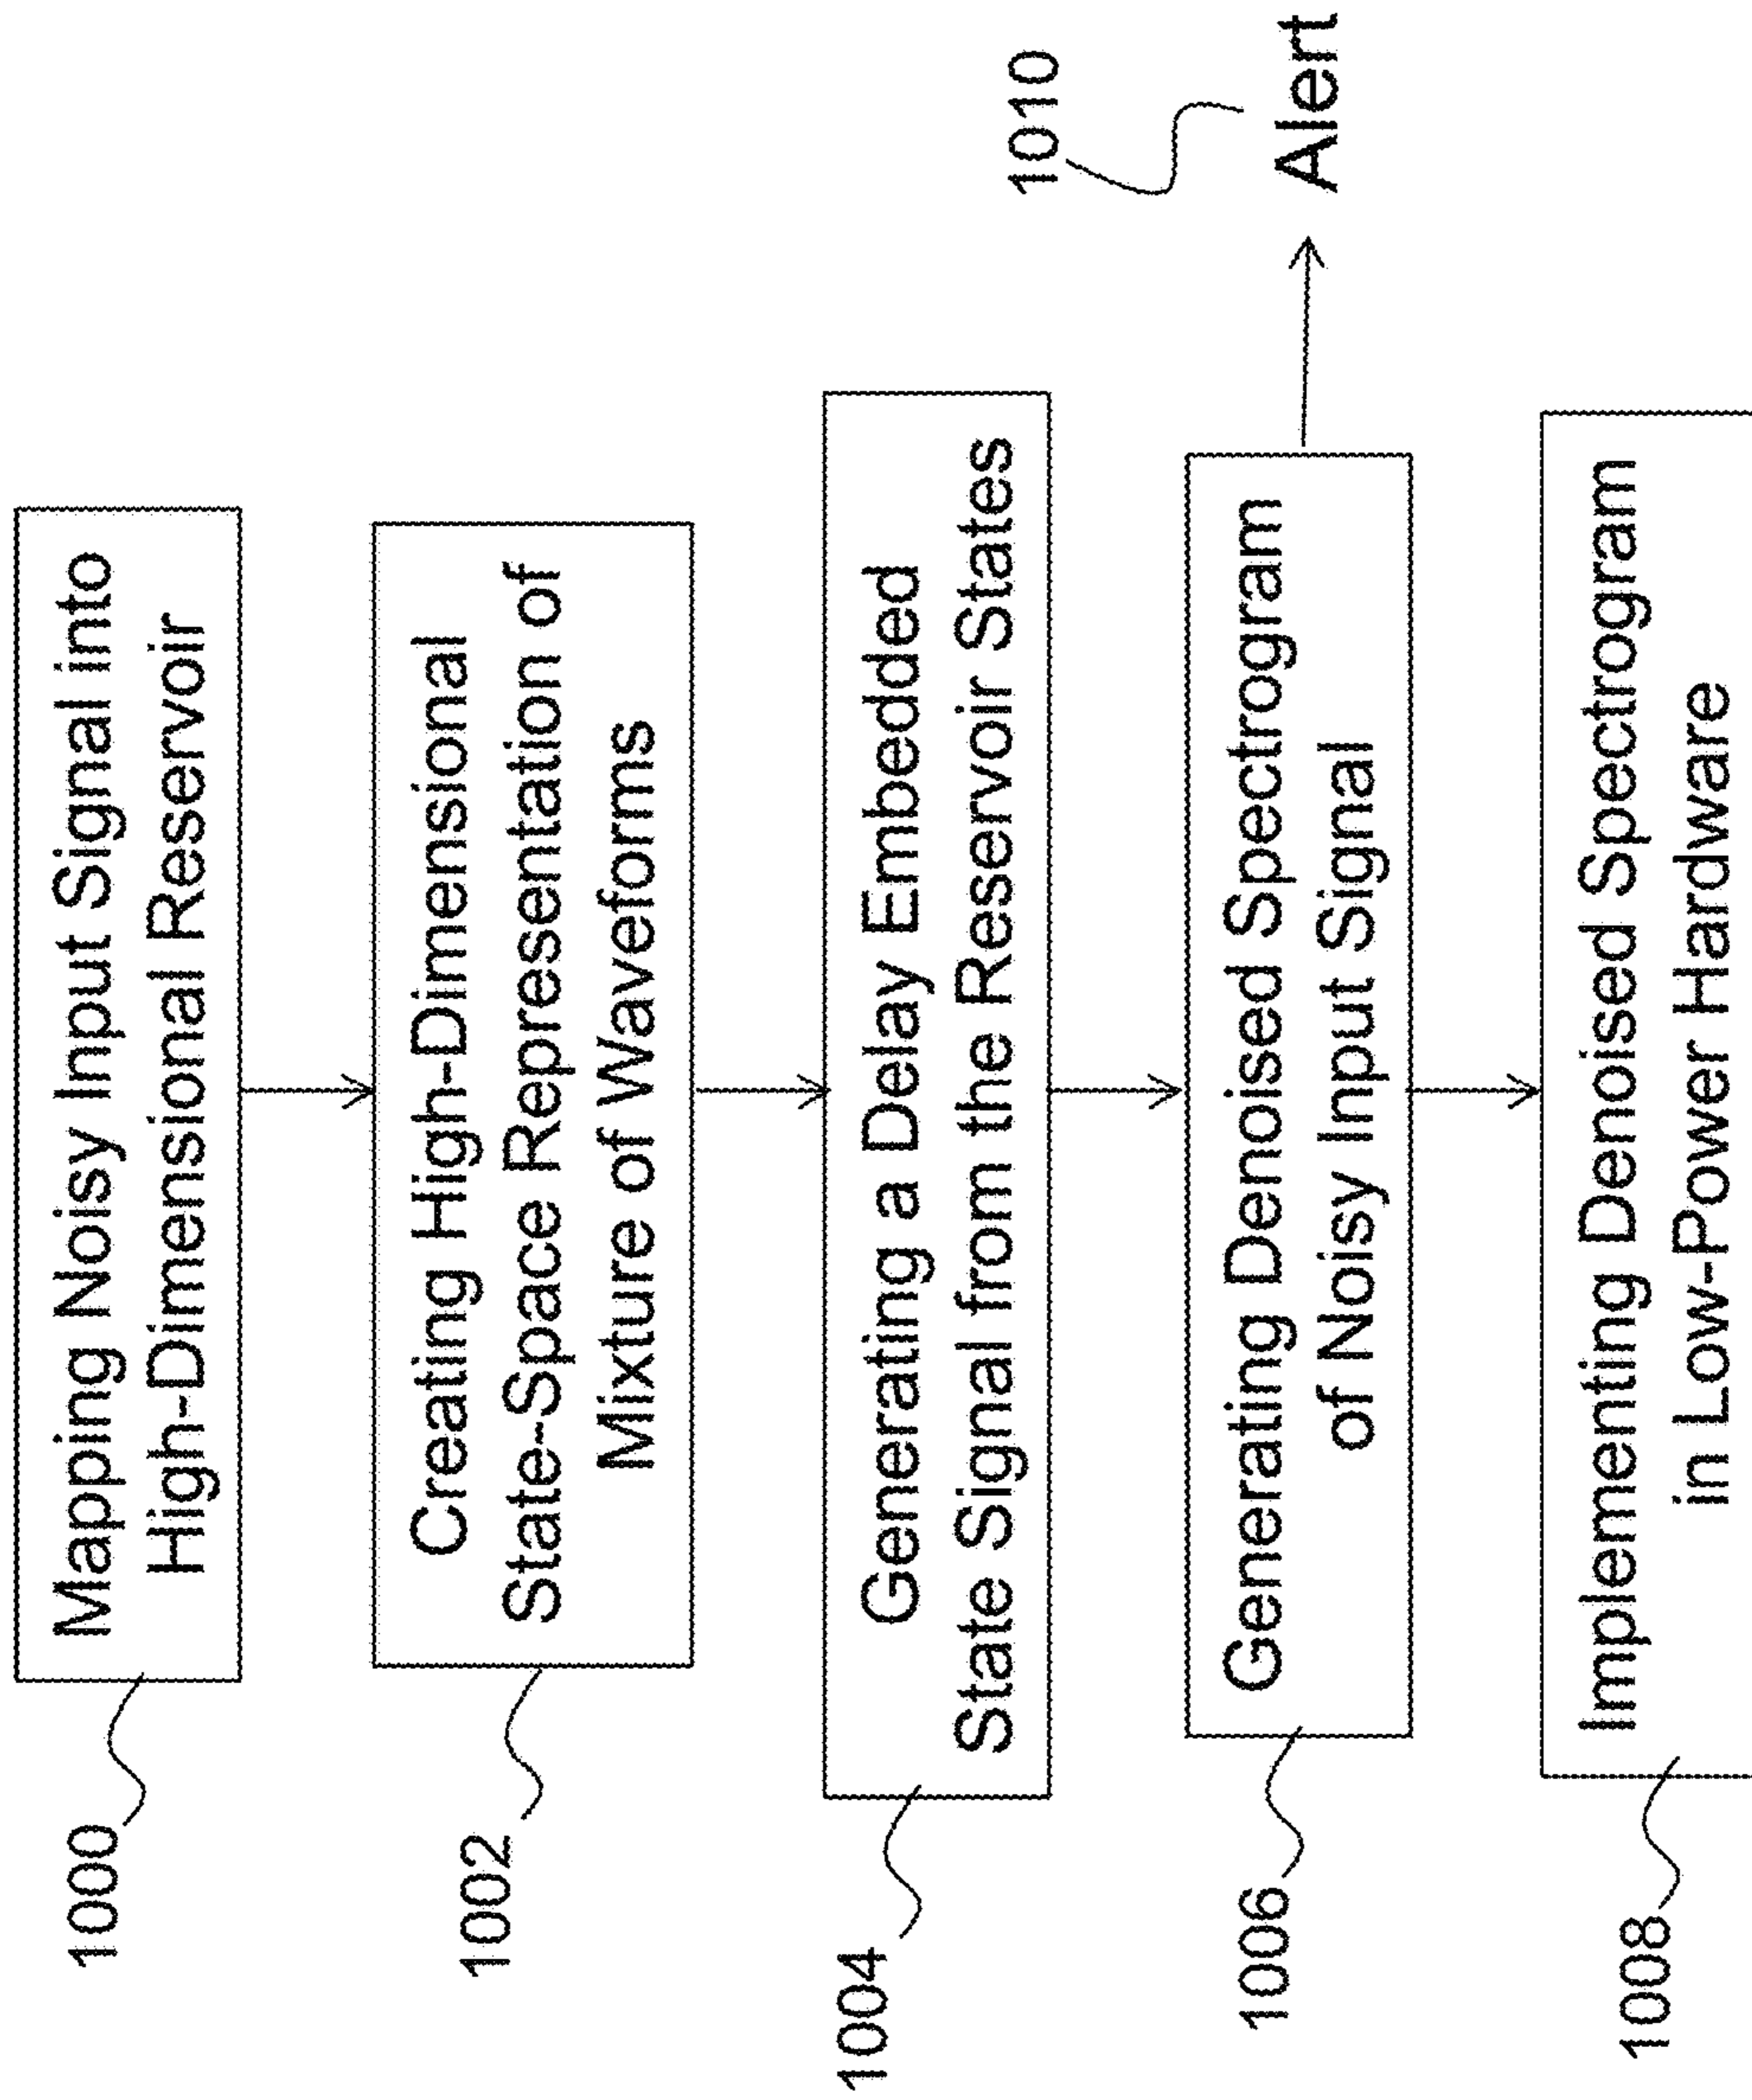 1000
Mapping Noisy Input Signal into
High-Dimensional Reservoir
1002
Creating High-Dimensional
State-Space Representation of
Mixture of Waveforms
1004
Generating a Delay Embedded
State Signal from the Reservoir States
1006
Generating Denoised Spectrogram
of Noisy Input Signal
1010
Alert
1008
Implementing Denoised Spectrogram
in Low-Power Hardware